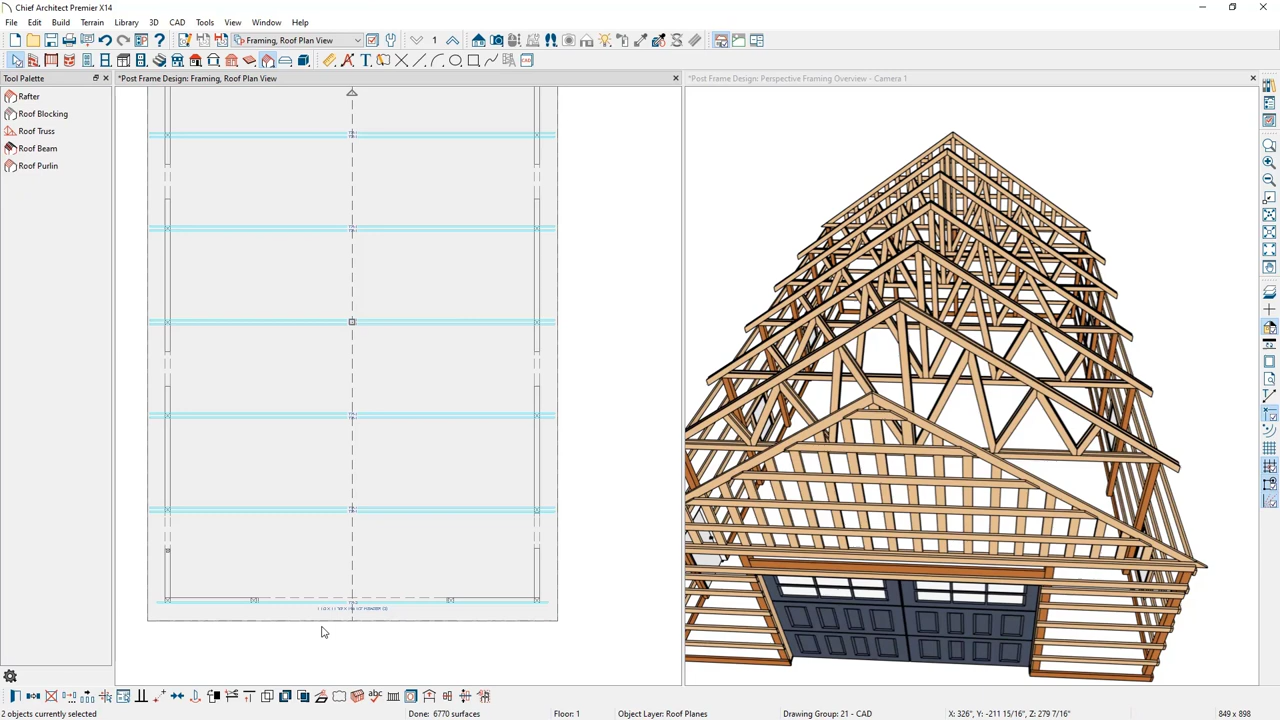 Chief Architect Premier X14
File Edit Build Terrain Library 3D CAD Tools View Window Help
Framing, Roof Plan View
1
Tool Palette
*Post Frame Design: Framing, Roof Plan View
*Post Frame Design: Perspective Framing Overview - Camera 1
Rafter
Roof Blocking
Roof Truss
Roof Beam
Roof Purlin
2 objects currently selected
Done: 6770 surfaces
Floor: 1
Object Layer: Roof Planes
Drawing Group: 21 - CAD
X: 326", Y: -211 15/16", Z: 279 7/16"
849 x 898